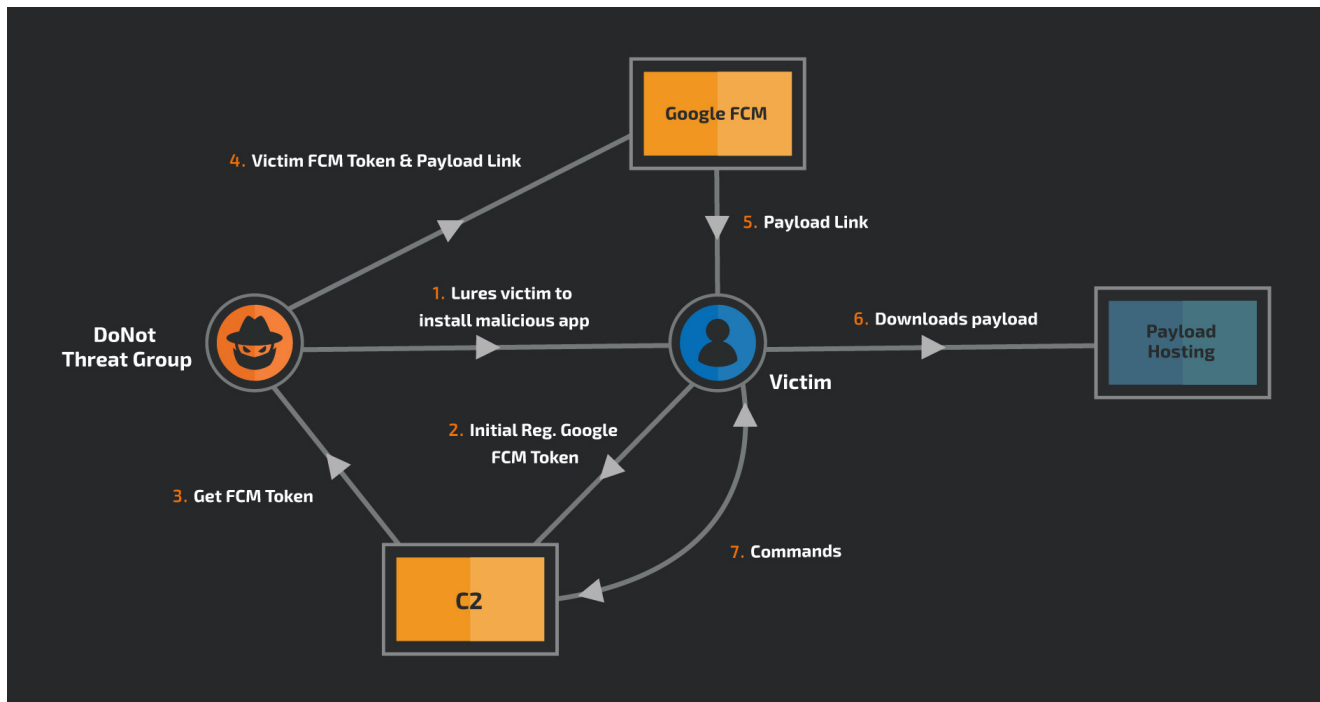 Google FCM
4. Victim FCM Token & Payload Link
5. Payload Link
1. Lures victim to
install malicious app
DoNot
Threat Group
6. Downloads payload
Payload
Hosting
Victim
2. Initial Reg. Google
FCM Token
3. Get FCM Token
7. Commands
C2